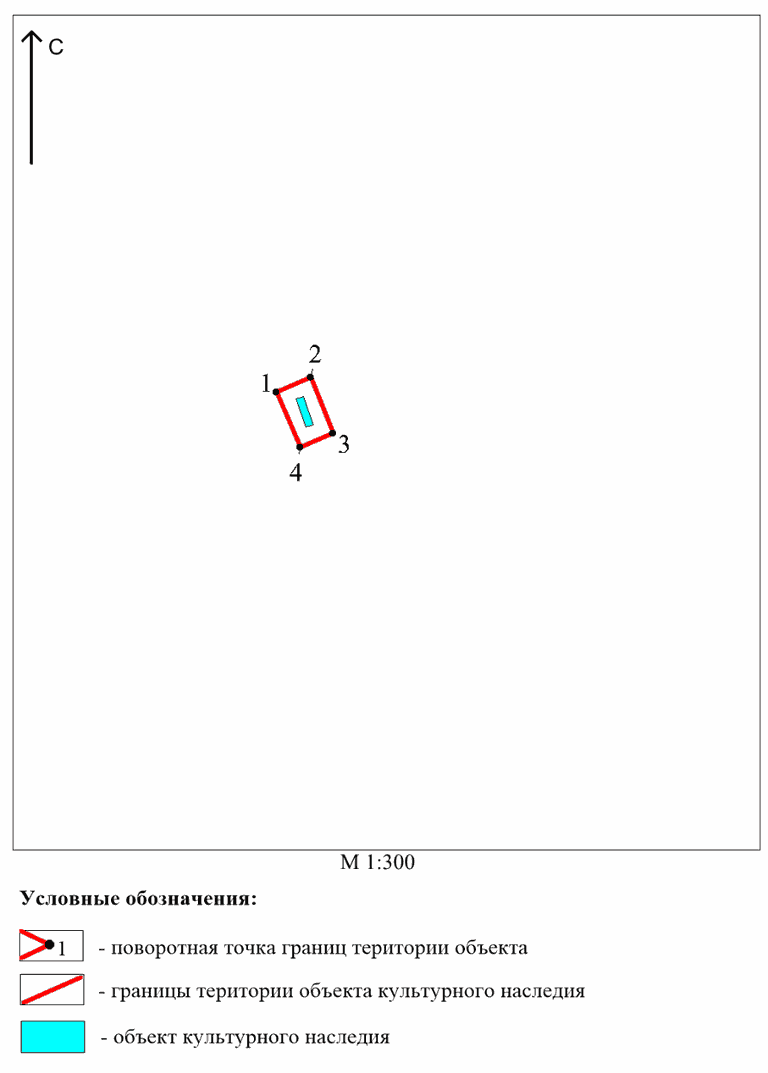 С
2
1
3
4
М 1:300
Условные обозначения:
1 - поворотная точка границ територии объекта
- границы територии объекта культурного наследия
- объект культурного наследия